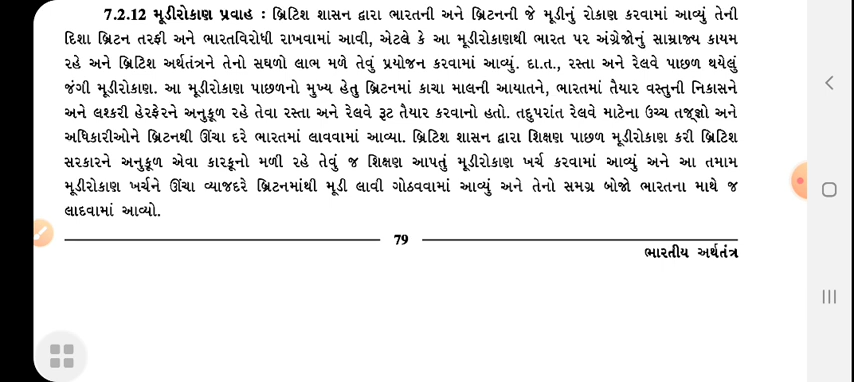 7.2.12 મૂડીરોકાણ પ્રવાહ : બ્રિટિશ શાસન દ્વારા ભારતની અને બ્રિટનની જે મૂડીનું રોકાણ કરવામાં આવ્યું તેની
દિશા બ્રિટન તરફી અને ભારતવિરોધી રાખવામાં આવી, એટલે કે આ મૂડીરોકાણથી ભારત પર અંગ્રેજોનું સામ્રાજ્ય કાયમ
રહે અને બ્રિટિશ અર્થતંત્રને તેનો સઘળો લાભ મળે તેવું પ્રયોજન કરવામાં આવ્યું. દા.ત., રસ્તા અને રેલવે પાછળ થયેલું
જંગી મૂડીરોકાણ. આ મૂડીરોકાણ પાછળનો મુખ્ય હેતુ બ્રિટનમાં કાચા માલની આયાતને, ભારતમાં તૈયાર વસ્તુની નિકાસને
અને લશ્કરી હેરફેરને અનુકૂળ રહે તેવા રસ્તા અને રેલવે રૂટ તૈયાર કરવાનો હતો. તદુપરાંત રેલવે માટેના ઉચ્ચ તજ્જ્ઞો અને
અધિકારીઓને બ્રિટનથી ઊંચા દરે ભારતમાં લાવવામાં આવ્યા. બ્રિટિશ શાસન દ્વારા શિક્ષણ પાછળ મૂડીરોકાણ કરી બ્રિટિશ
સરકારને અનુકૂળ એવા કારકૂનો મળી રહે તેવું જ શિક્ષણ આપતું મૂડીરોકાણ ખર્ચ કરવામાં આવ્યું અને આ તમામ
મૂડીરોકાણ ખર્ચને ઊંચા વ્યાજદરે બ્રિટનમાંથી મૂડી લાવી ગોઠવવામાં આવ્યું અને તેનો સમગ્ર બોજો ભારતના માથે જ
લાદવામાં આવ્યો.
79
ભારતીય અર્થતંત્ર